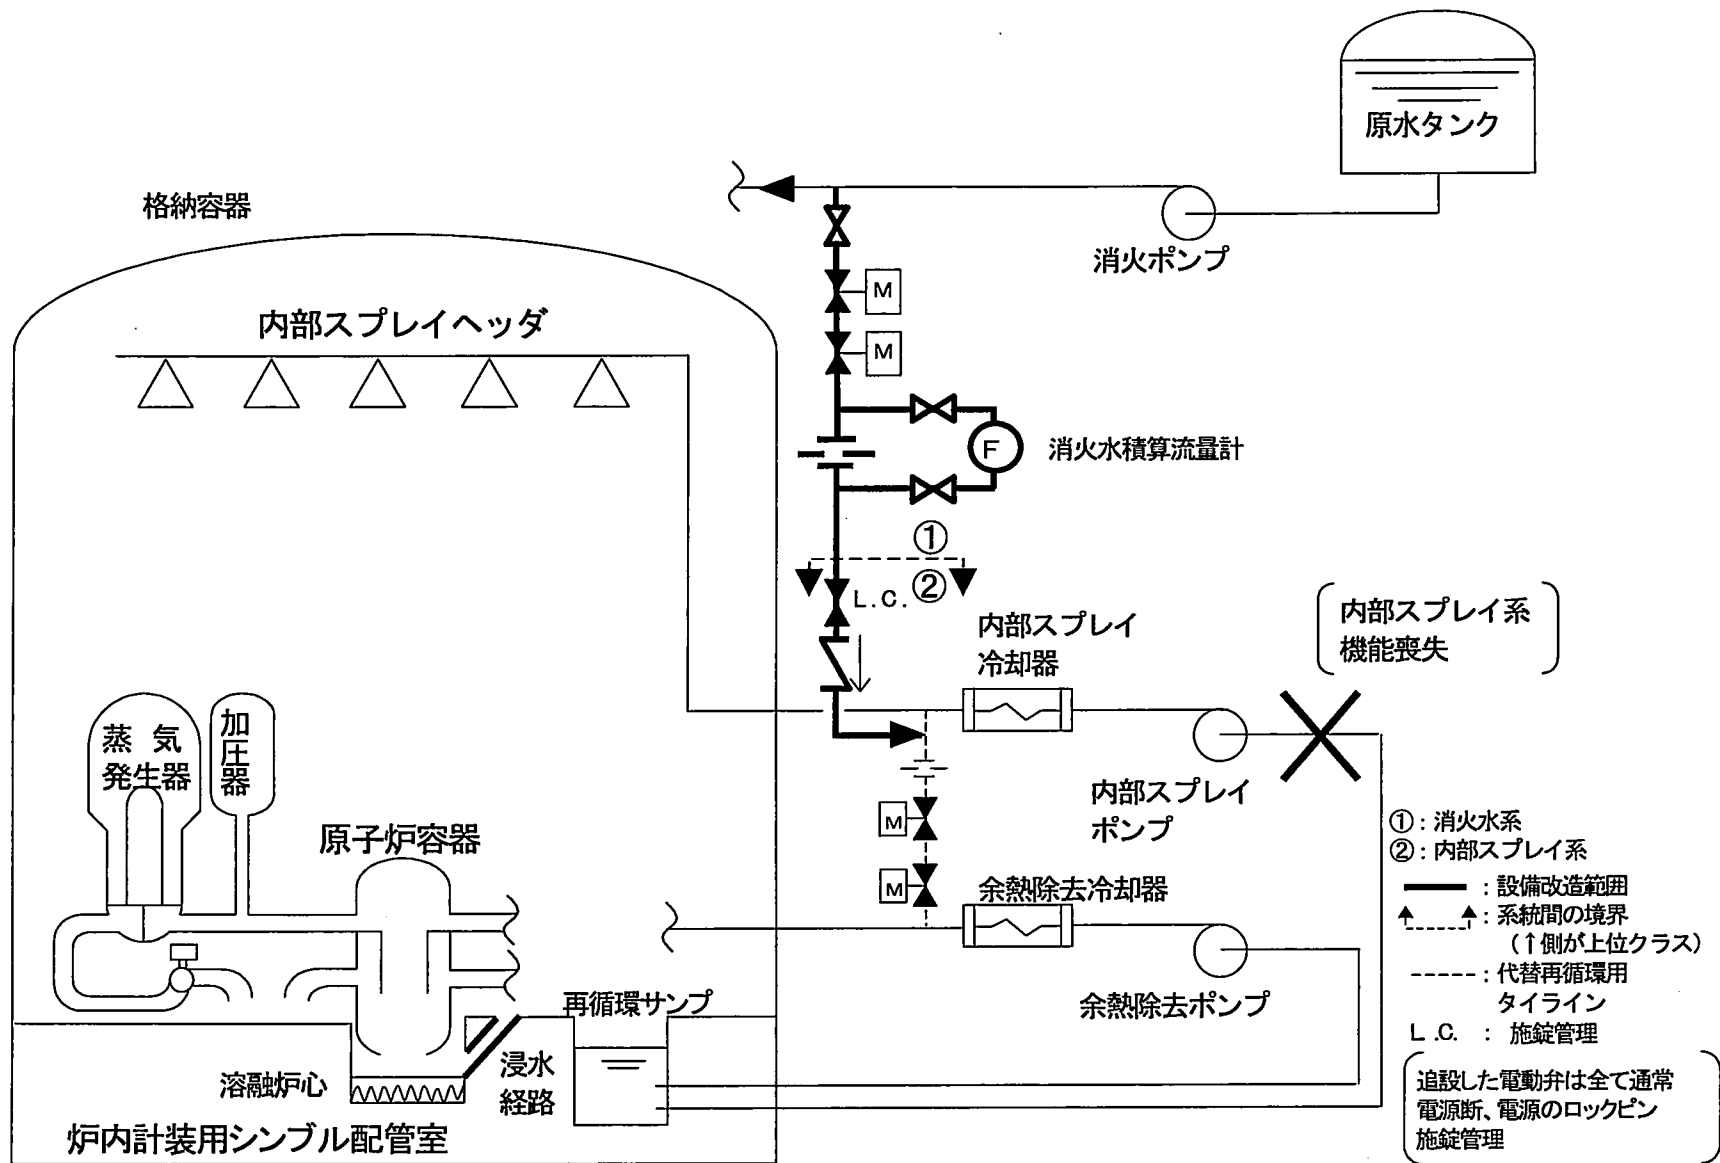 原水タンク
格納容器
消火ポンプ
M
内部スプレイヘッダ
M
F
消火水積算流量計
①
②
L.C.
内部スプレイ
冷却器
内部スプレイ系
機能喪失
蒸気
発生器
加圧器
内部スプレイ
ポンプ
M
原子炉容器
M
余熱除去冷却器
余熱除去ポンプ
再循環サンプ
溶融炉心
浸水
経路
炉内計装用シンブル配管室
①:消火水系
②:内部スプレイ系
:設備改造範囲
:系統間の境界
(↑側が上位クラス)
:代替再循環用
タイライン
L.C. : 施錠管理
追設した電動弁は全て通常
電源断、電源のロックピン
施錠管理